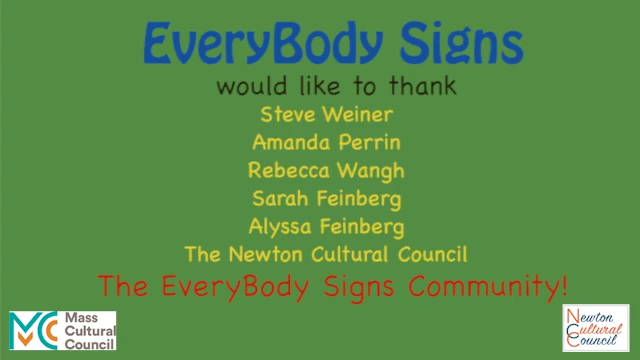 EveryBody Signs
would like to thank
Steve Weiner
Amanda Perrin
Rebecca Wangh
Sarah Feinberg
Alyssa Feinberg
The Newton Cultural Council
The EveryBody Signs Community!
MCC
Mass
Cultural
Council
Newton
Cultural
Council